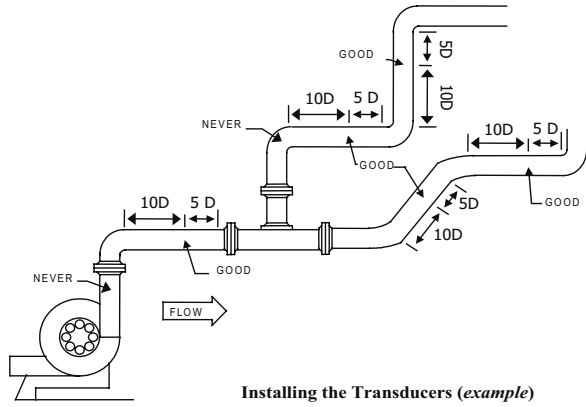 GOOD
5D
10D
10D
5 D
NEVER
10D
5 D
GOOD
GOOD
5D
10D
10D
5 D
GOOD
NEVER
FLOW
Installing the Transducers (example)